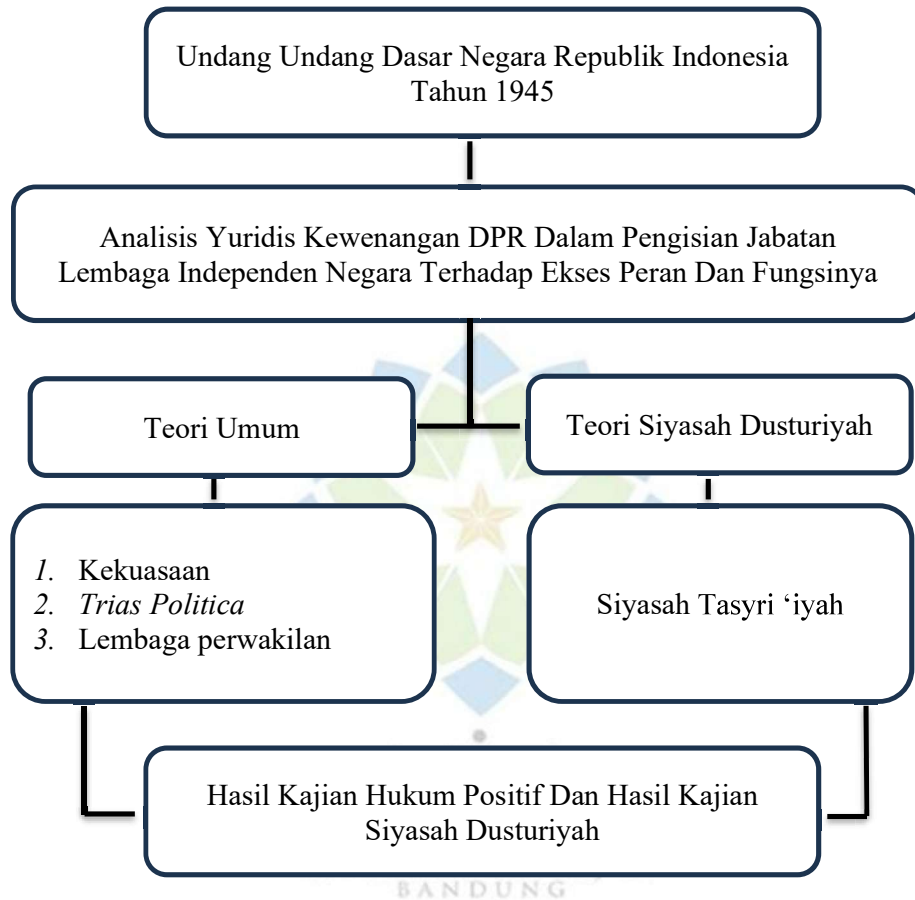 Undang Undang Dasar Negara Republik Indonesia
Tahun 1945
Analisis Yuridis Kewenangan DPR Dalam Pengisian Jabatan
Lembaga Independen Negara Terhadap Ekses Peran Dan Fungsinya
Teori Umum
Teori Siyasah Dusturiyah
1. Kekuasaan
2. Trias Politica
3. Lembaga perwakilan
Siyasah Tasyri ‘iyah
Hasil Kajian Hukum Positif Dan Hasil Kajian
Siyasah Dusturiyah
BANDUNG